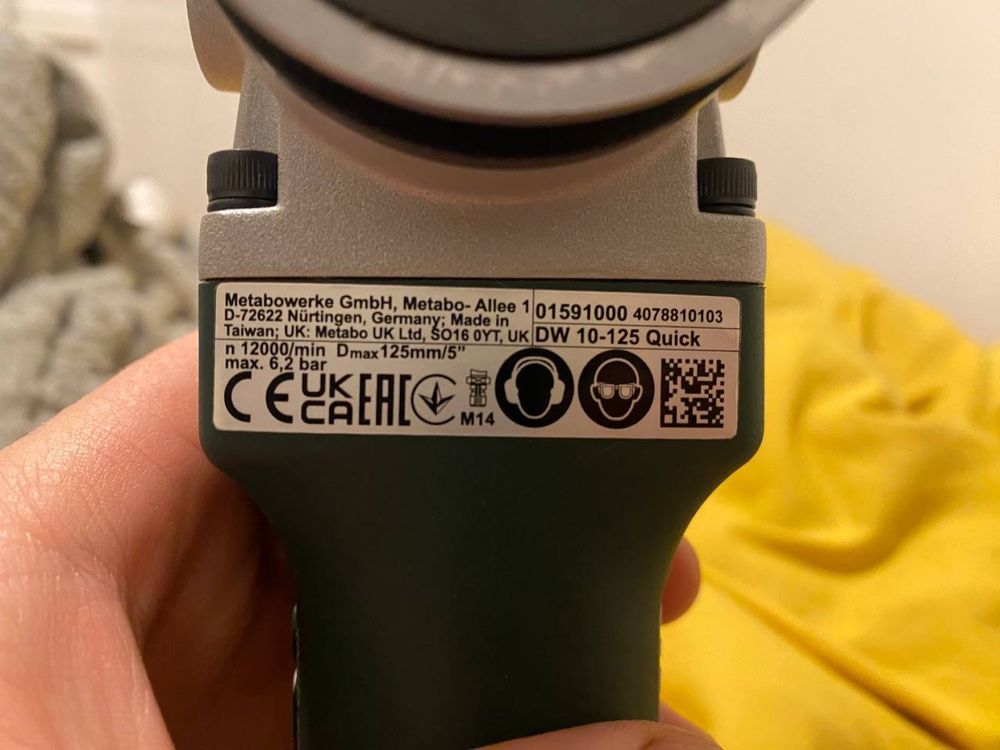 Metabowerke GmbH, Metabo- Allee 1
D-72622 Nürtingen, Germany; Made in
Taiwan; UK: Metabo UK Ltd, SO16 0YT, UK
01591000 4078810103
DW 10-125 Quick
n 12000/min Dmax 125mm/5"
max. 6,2 bar
CE UK CA EAC
M14